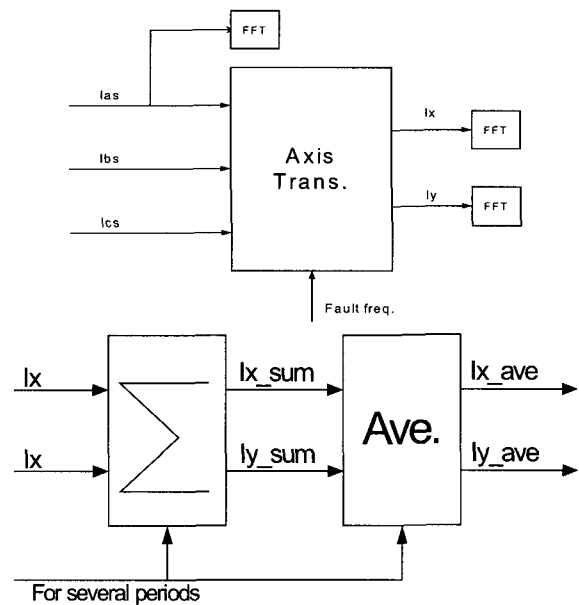 FFT
Ias
Ibs
Ics
Axis
Trans.
Ix
FFT
Iy
FFT
Fault freq.
Ix
Ix
Ix_sum
Iy_sum
Ave.
Ix_ave
Iy_ave
For several periods